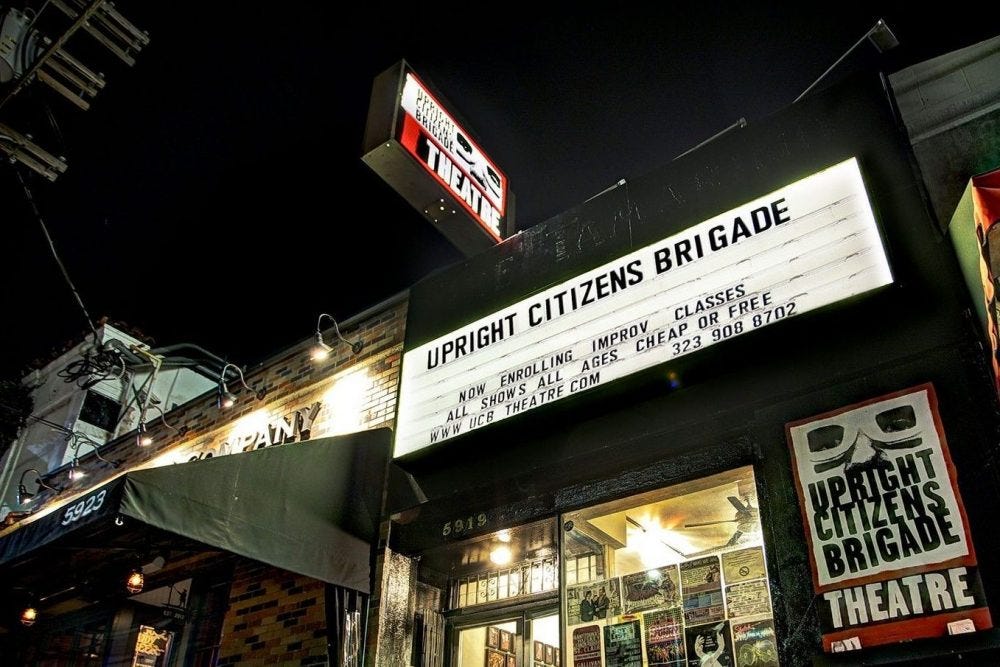 UPRIGHT
CITIZENS
BRIGADE
THEATRE
UPRIGHT CITIZENS BRIGADE
NOW ENROLLING IMPROV CLASSES
ALL SHOWS ALL AGES CHEAP OR FREE
WWW UCB THEATRE.COM 323 908 8702
COMPANY
5923
5919
UPRIGHT
CITIZENS
BRIGADE
THEATRE